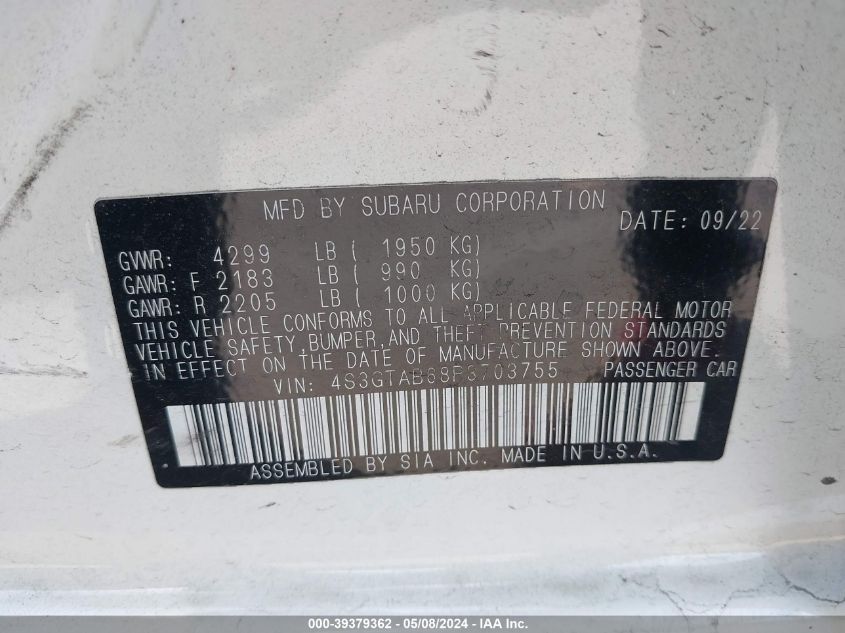 MFD BY SUBARU CORPORATION
DATE: 09/22
GVWR: 4299 LB ( 1950 KG)
GAWR: F 2183 LB ( 990 KG)
GAWR: R 2205 LB ( 1000 KG)
THIS VEHICLE CONFORMS TO ALL APPLICABLE FEDERAL MOTOR
VEHICLE SAFETY, BUMPER, AND THEFT PREVENTION STANDARDS
IN EFFECT ON THE DATE OF MANUFACTURE SHOWN ABOVE.
VIN: 4S3GTAB68P3703755 PASSENGER CAR
ASSEMBLED BY SIA INC. MADE IN U.S.A.
000-39379362 - 05/08/2024 - IAA Inc.